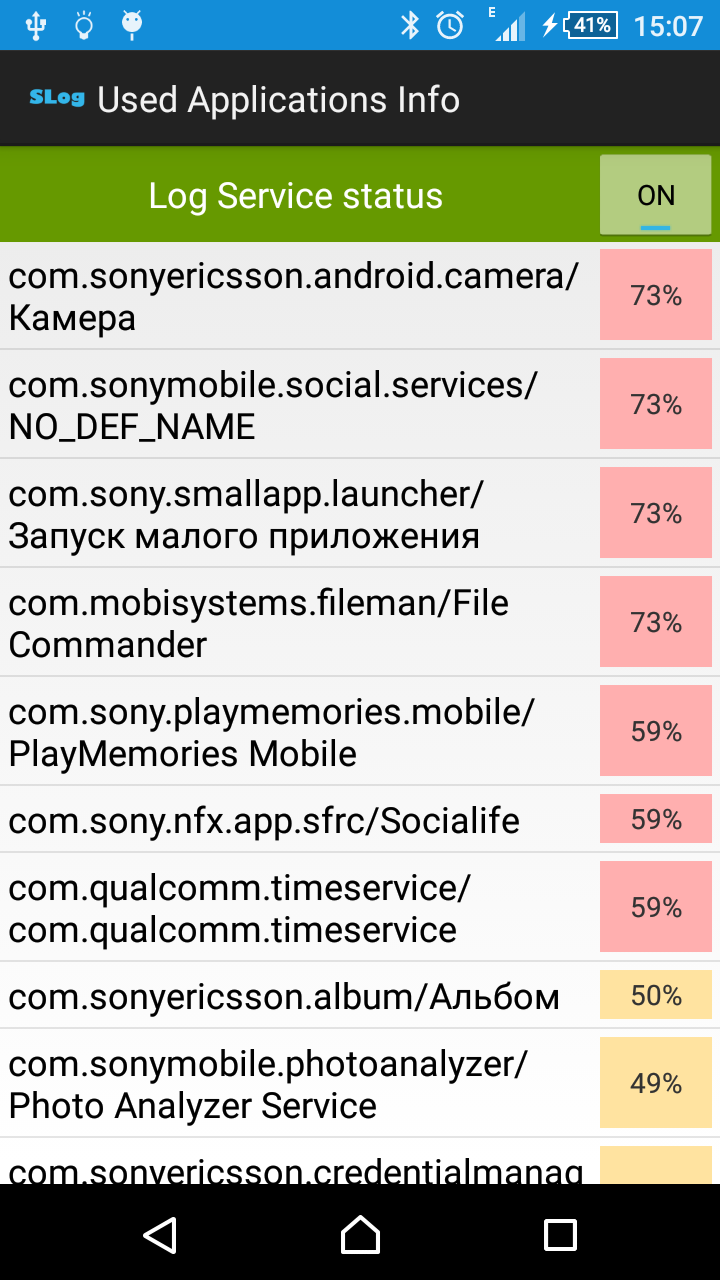 E 41% 15:07
SLog Used Applications Info
Log Service status ON
com.sonyericsson.android.camera/
Камера
73%
com.sonymobile.social.services/
NO_DEF_NAME
73%
com.sony.smallapp.launcher/
Запуск малого приложения
73%
com.mobisystems.fileman/File
Commander
73%
com.sony.playmemories.mobile/
PlayMemories Mobile
59%
com.sony.nfx.app.sfrc/Socialife
59%
com.qualcomm.timeservice/
com.qualcomm.timeservice
59%
com.sonyericsson.album/Альбом
50%
com.sonymobile.photoanalyzer/
Photo Analyzer Service
49%
com.sonyericsson.credentialmanag